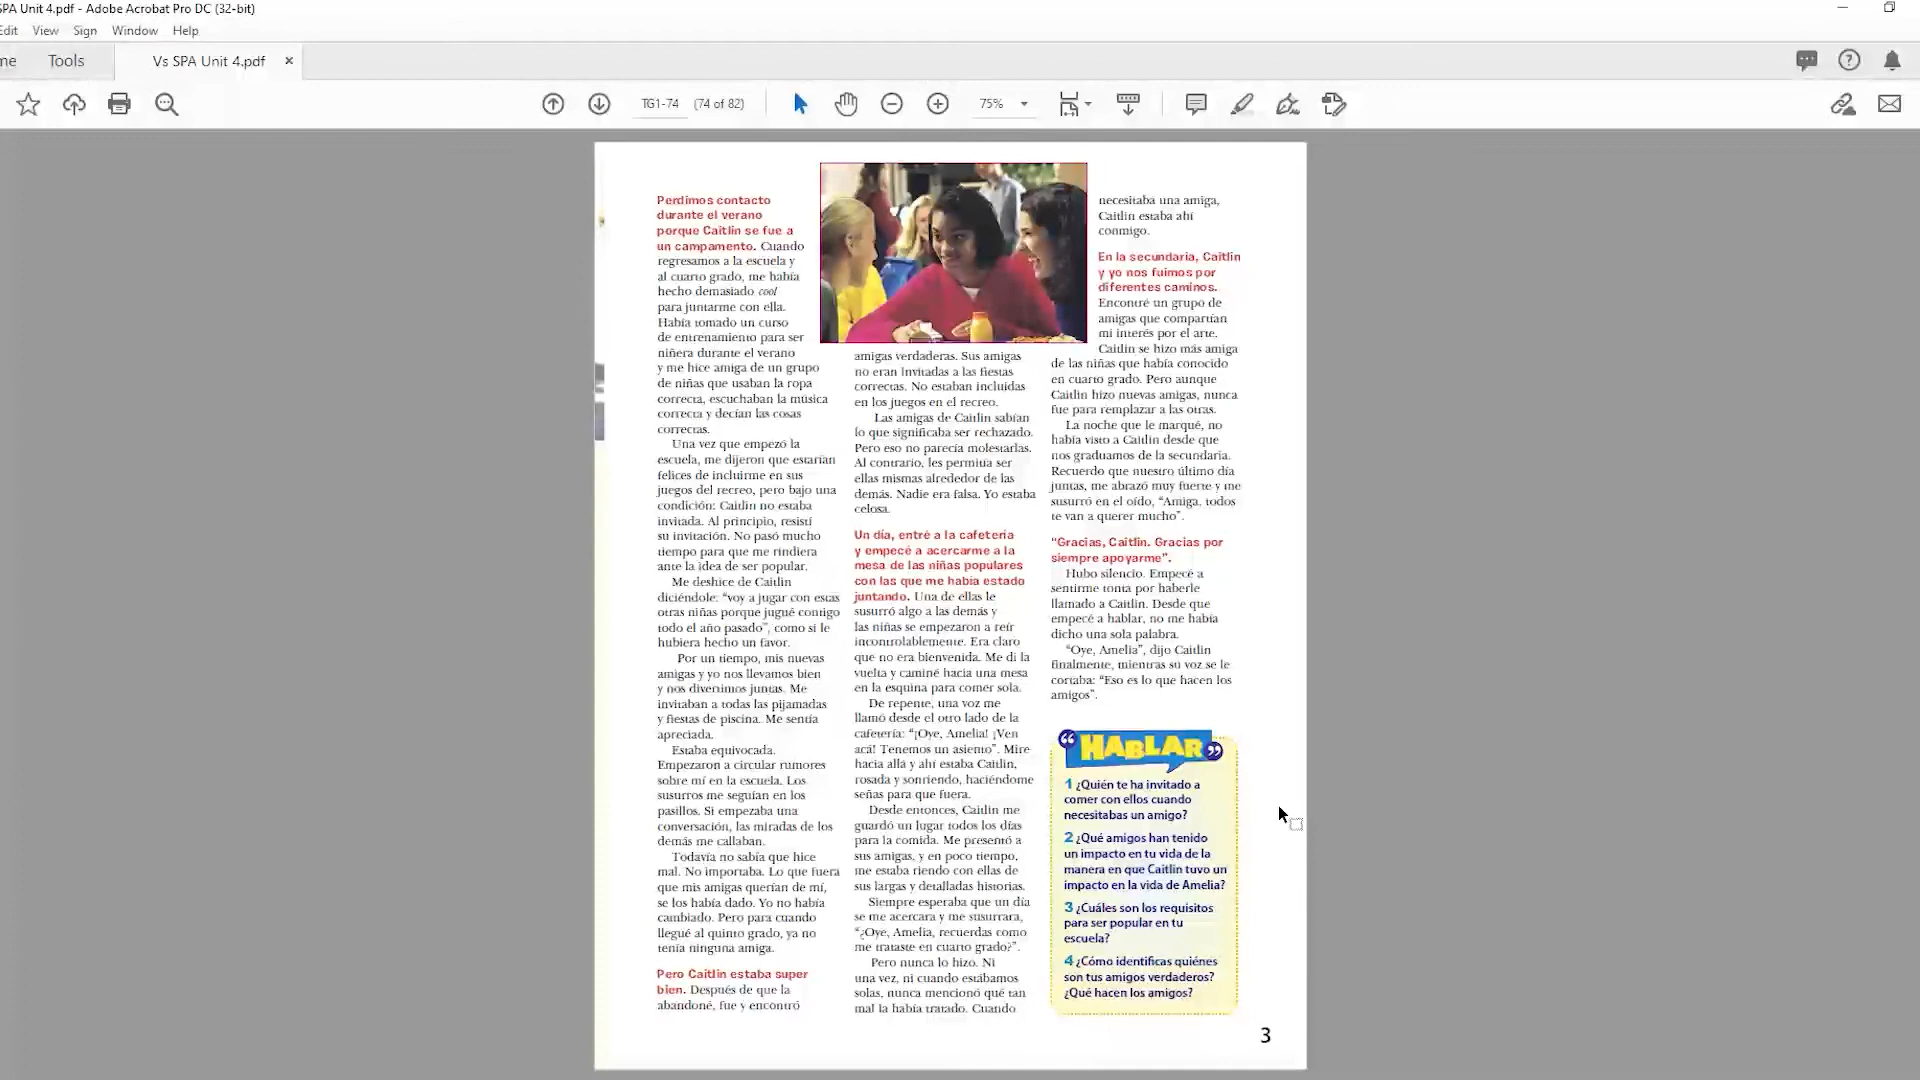 SPA Unit 4.pdf - Adobe Acrobat Pro DC (32-bit)
Edit View Sign Window Help
me Tools Vs SPA Unit 4.pdf ×
TG1-74 (74 of 82) 75%
Perdimos contacto
durante el verano
porque Caitlin se fue a
un campamento. Cuando
regresamos a la escuela y
al cuarto grado, me había
hecho demasiado cool
para juntarme con ella.
Había tomado un curso
de entrenamiento para ser
niñera durante el verano
y me hice amiga de un grupo
de niñas que usaban la ropa
correcta, escuchaban la música
correcta y decían las cosas
correctas.
Una vez que empezó la
escuela, me dijeron que estarían
felices de incluirme en sus
juegos del recreo, pero bajo una
condición: Caitlin no estaba
invitada. Al principio, resistí
su invitación. No pasó mucho
tiempo para que me rindiera
ante la idea de ser popular.
Me deshice de Caitlin
diciéndole: “voy a jugar con estas
otras niñas porque jugué contigo
todo el año pasado”, como si le
hubiera hecho un favor.
Por un tiempo, mis nuevas
amigas y yo nos llevamos bien
y nos divertimos juntas. Me
invitaban a todas las pijamadas
y fiestas de piscina. Me sentía
apreciada.
Estaba equivocada.
Empezaron a circular rumores
sobre mí en la escuela. Los
susurros me seguían en los
pasillos. Si empezaba una
conversación, las miradas de los
demás me callaban.
Todavía no sabía que hice
mal. No importaba. Lo que fuera
que mis amigas querían de mí,
se los había dado. Yo no había
cambiado. Pero para cuando
llegué al quinto grado, ya no
tenía ninguna amiga.
Pero Caitlin estaba super
bien. Después de que la
abandoné, fue y encontró
amigas verdaderas. Sus amigas
no eran invitadas a las fiestas
correctas. No estaban incluidas
en los juegos en el recreo.
Las amigas de Caitlin sabían
lo que significaba ser rechazado.
Pero eso no parecía molestarlas.
Al contrario, les permitía ser
ellas mismas alrededor de las
demás. Nadie era falsa. Yo estaba
celosa.
Un día, entré a la cafetería
y empecé a acercarme a la
mesa de las niñas populares
con las que me había estado
juntando. Una de ellas le
susurró algo a las demás y
las niñas se empezaron a reír
incontrolablemente. Era claro
que no era bienvenida. Me di la
vuelta y caminé hacia una mesa
en la esquina para comer sola.
De repente, una voz me
llamó desde el otro lado de la
cafetería: “¡Oye, Amelia! ¡Ven
acá! Tenemos un asiento”. Mire
hacia allá y ahí estaba Caitlin,
rosada y sonriendo, haciéndome
señas para que fuera.
Desde entonces, Caitlin me
guardó un lugar todos los días
para la comida. Me presentó a
sus amigas, y en poco tiempo,
me estaba riendo con ellas de
sus largas y detalladas historias.
Siempre esperaba que un día
se me acercara y me susurrara,
“¿Oye, Amelia, recuerdas como
me trataste en cuarto grado?”.
Pero nunca lo hizo. Ni
una vez, ni cuando estábamos
solas, nunca mencionó qué tan
mal la había tratado. Cuando
necesitaba una amiga,
Caitlin estaba ahí
conmigo.
En la secundaria, Caitlin
y yo nos fuimos por
diferentes caminos.
Encontré un grupo de
amigas que compartían
mi interés por el arte.
Caitlin se hizo más amiga
de las niñas que había conocido
en cuarto grado. Pero aunque
Caitlin hizo nuevas amigas, nunca
fue para remplazar a las otras.
La noche que le marqué, no
había visto a Caitlin desde que
nos graduamos de la secundaria.
Recuerdo que nuestro último día
juntas, me abrazó muy fuerte y me
susurró en el oído, “Amiga, todos
te van a querer mucho”.
“Gracias, Caitlin. Gracias por
siempre apoyarme”.
Hubo silencio. Empecé a
sentirme tonta por haberle
llamado a Caitlin. Desde que
empecé a hablar, no me había
dicho una sola palabra.
“Oye, Amelia”, dijo Caitlin
finalmente, mientras su voz se le
cortaba: “Eso es lo que hacen los
amigos”.
“HABLAR”
1 ¿Quién te ha invitado a
comer con ellos cuando
necesitabas un amigo?
2 ¿Qué amigos han tenido
un impacto en tu vida de la
manera en que Caitlin tuvo un
impacto en la vida de Amelia?
3 ¿Cuáles son los requisitos
para ser popular en tu
escuela?
4 ¿Cómo identificas quiénes
son tus amigos verdaderos?
¿Qué hacen los amigos?
3